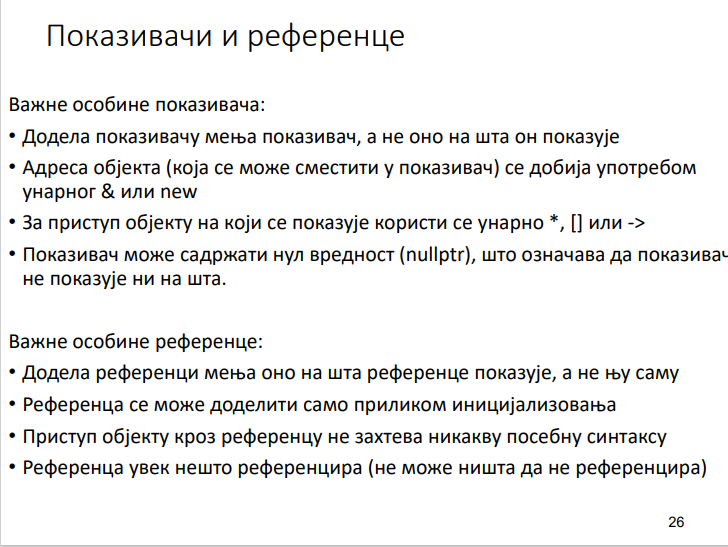 Показивачи и референце
Важне особине показивача:
• Додела показивачу мења показивач, а не оно на шта он показује
• Адреса објекта (која се може сместити у показивач) се добија употребом
унарног & или new
• За приступ објекту на који се показује користи се унарно *, [] или ->
• Показивач може садржати нул вредност (nullptr), што означава да показивач
не показује ни на шта.
Важне особине референце:
• Додела референци мења оно на шта референце показује, а не њу саму
• Референца се може доделити само приликом иницијализовања
• Приступ објекту кроз референцу не захтева никакву посебну синтаксу
• Референца увек нешто референцира (не може ништа да не референцира)
26